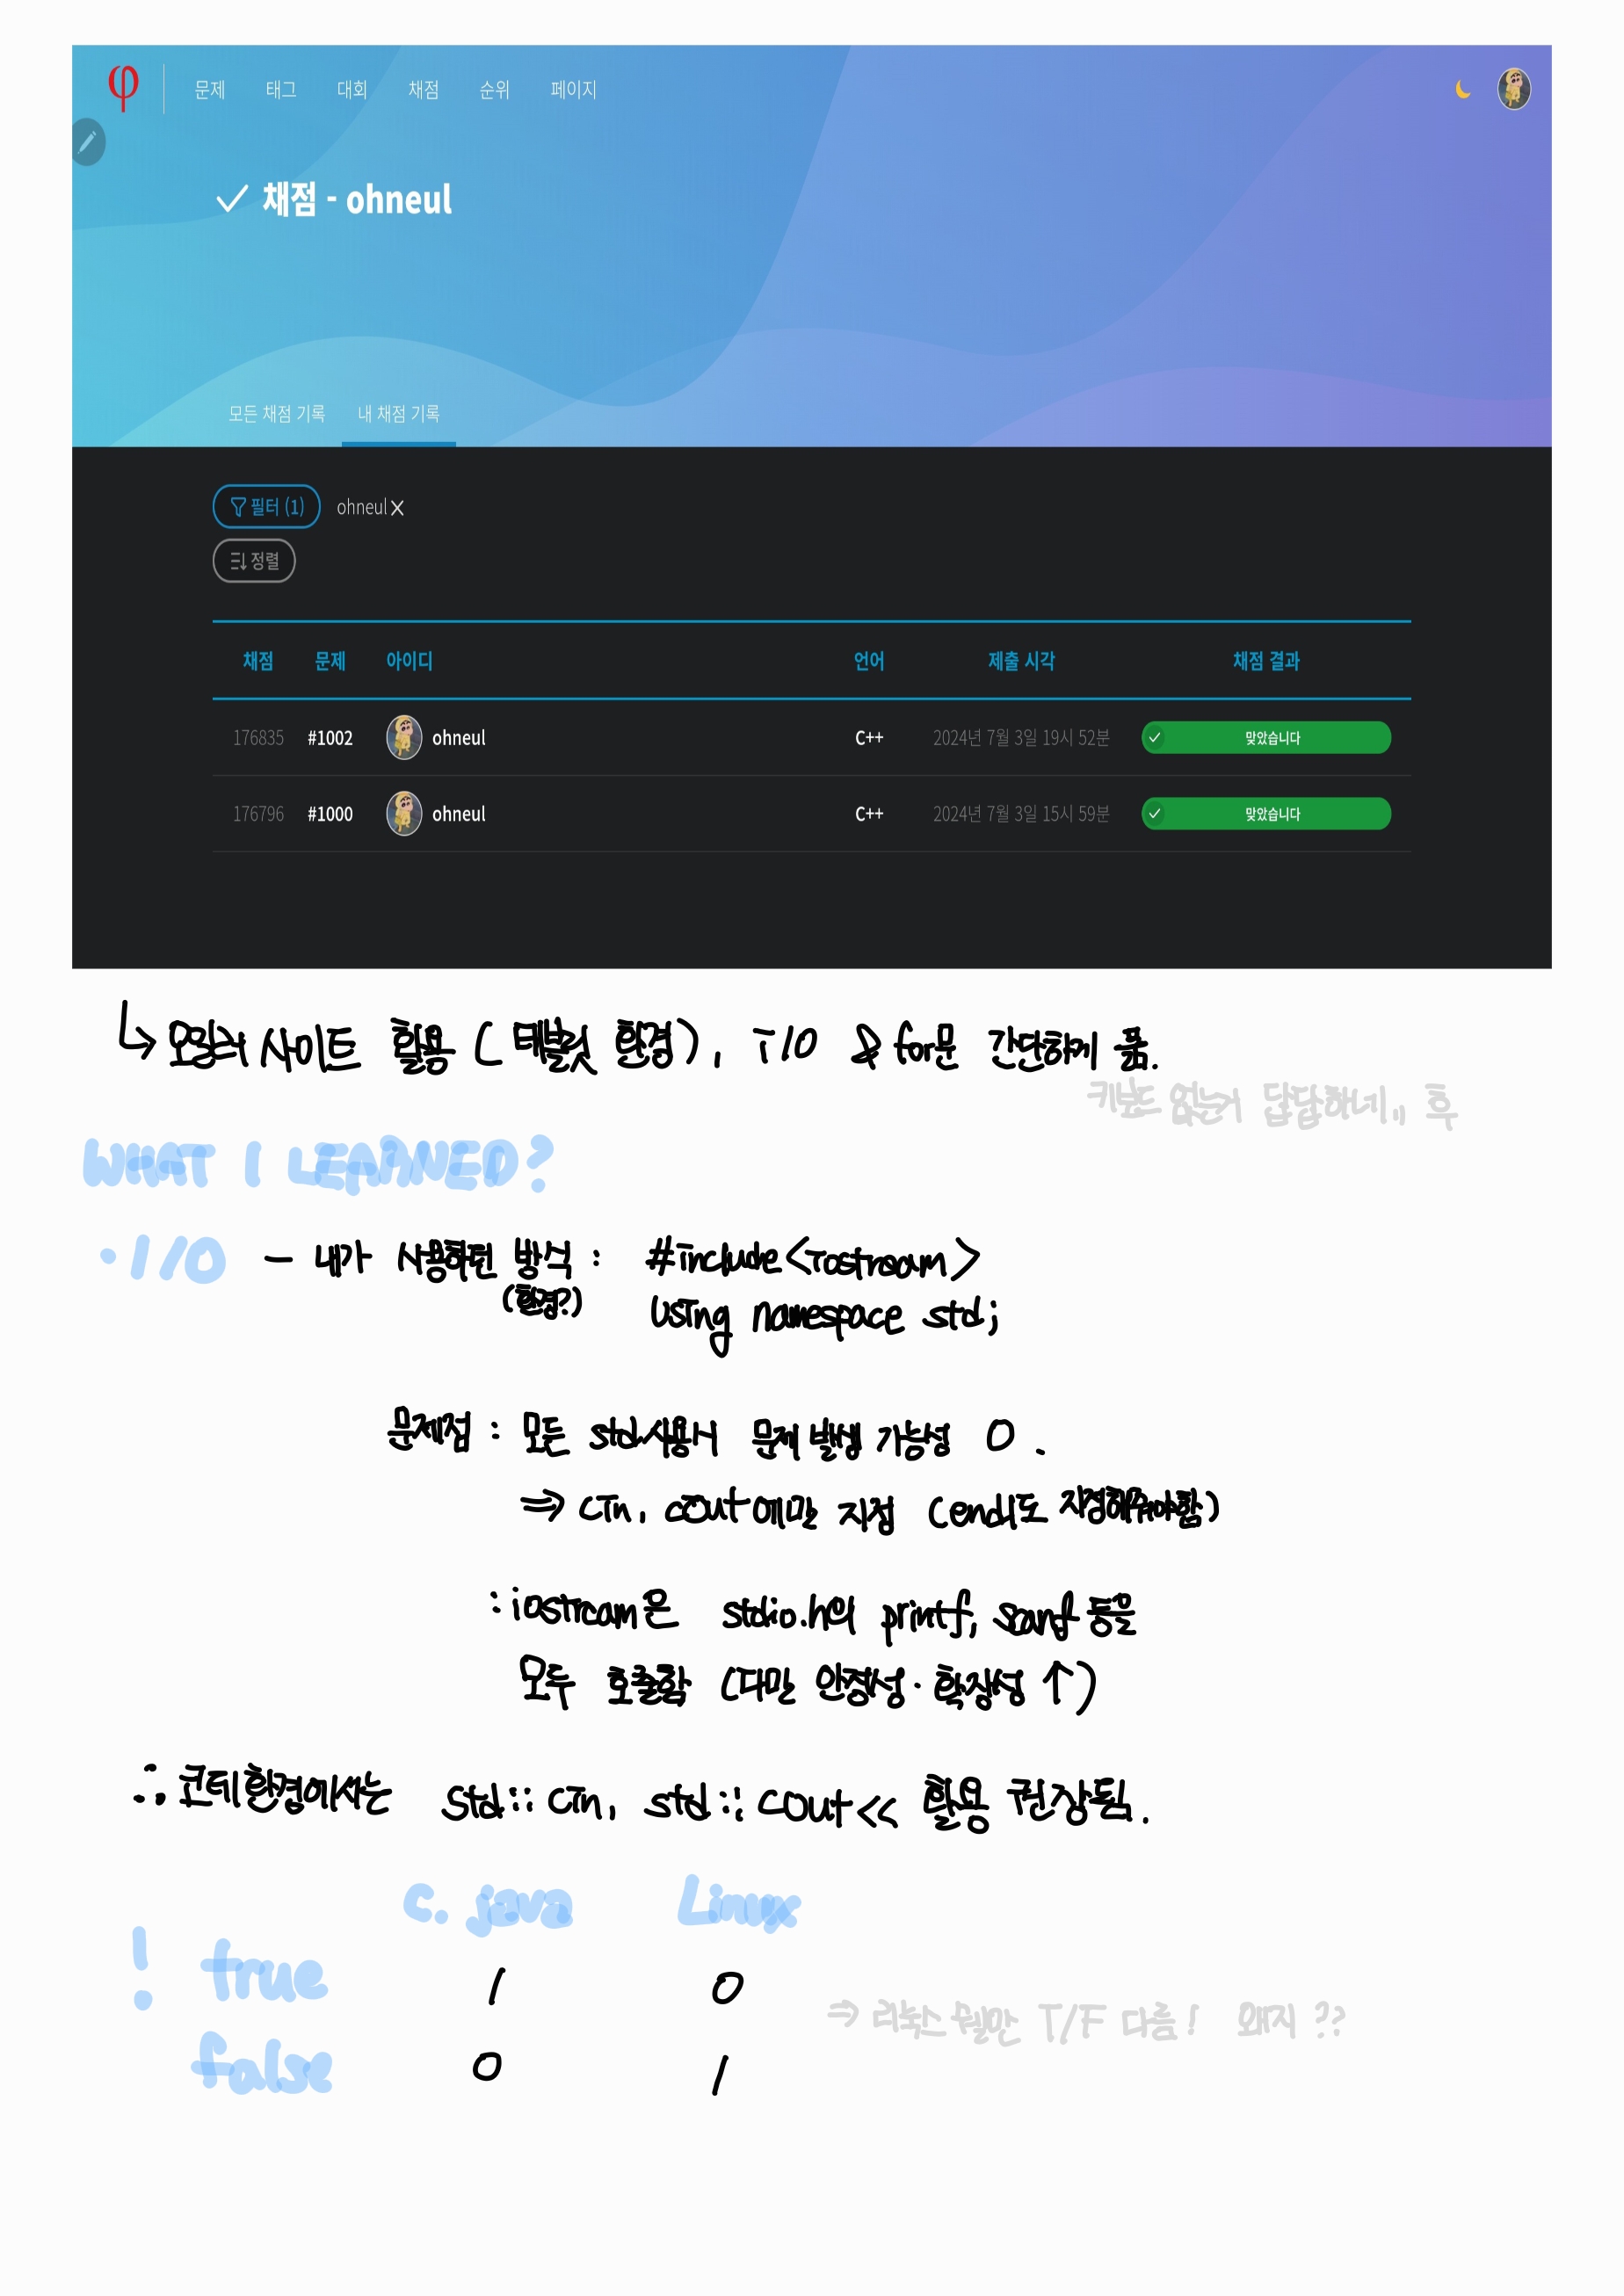 φ 문제 태그 대회 채점 순위 페이지
채점 - ohneul
모든 채점 기록 내 채점 기록
필터 (1) ohneul X
정렬
채점 문제 아이디 언어 제출 시각 채점 결과
176835 #1002 ohneul C++ 2024년 7월 3일 19시 52분 맞았습니다
176796 #1000 ohneul C++ 2024년 7월 3일 15시 59분 맞았습니다
↳ 오일러 사이트 활용 (태블릿 환경), i/O & for문 간단하게 풂.
키보드 없는거 답답하네,, 후
WHAT I LEARNED?
· I/O - 내가 사용하던 방식 : #include<iostream>
(환경?) using namespace std;
문제점 : 모든 std사용시 문제 발생 가능성 O.
⇒ cin, cout에만 지정 (endl도 지정해줘야함)
: iostream은 stdio.h의 printf, scanf 등을
모두 호출함 (다만 안정성·확장성 ↑)
∴ 코테환경에서는 std::cin, std::cout<< 활용 권장됨.
c. java Linux
! true 1 0
⇒ 리눅스 쉘만 T/F 다름! 왜지 ??
false 0 1